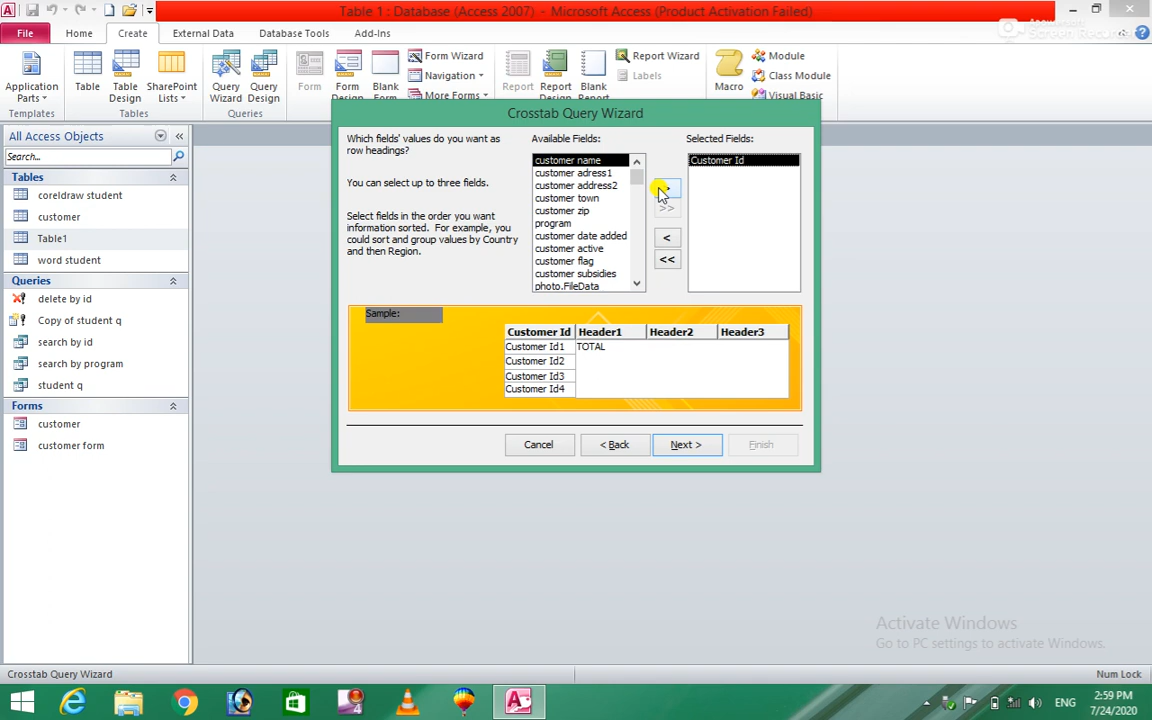 Table 1 : Database (Access 2007) - Microsoft Access (Product Activation Failed)
File Home Create External Data Database Tools Add-Ins
Application Parts
Table
Table Design
SharePoint Lists
Query Wizard
Query Design
Form
Form Design
Blank Form
Form Wizard
Navigation
More Forms
Report
Report Design
Blank Report
Report Wizard
Labels
Macro
Module
Class Module
Visual Basic
Templates Tables Queries
All Access Objects
Search...
Tables
coreldraw student
customer
Table1
word student
Queries
delete by id
Copy of student q
search by id
search by program
student q
Forms
customer
customer form
Crosstab Query Wizard
Which fields' values do you want as
row headings?
You can select up to three fields.
Select fields in the order you want
information sorted. For example, you
could sort and group values by Country
and then Region.
Available Fields:
customer name
customer adress1
customer address2
customer town
customer zip
program
customer date added
customer active
customer flag
customer subsidies
photo.FileData
>>
<
<<
Selected Fields:
Customer Id
Sample:
Customer Id Header1 Header2 Header3
Customer Id1 TOTAL
Customer Id2
Customer Id3
Customer Id4
Cancel < Back Next > Finish
Activate Windows
Go to PC settings to activate Windows.
Crosstab Query Wizard
Num Lock
ENG
2:59 PM
7/24/2020